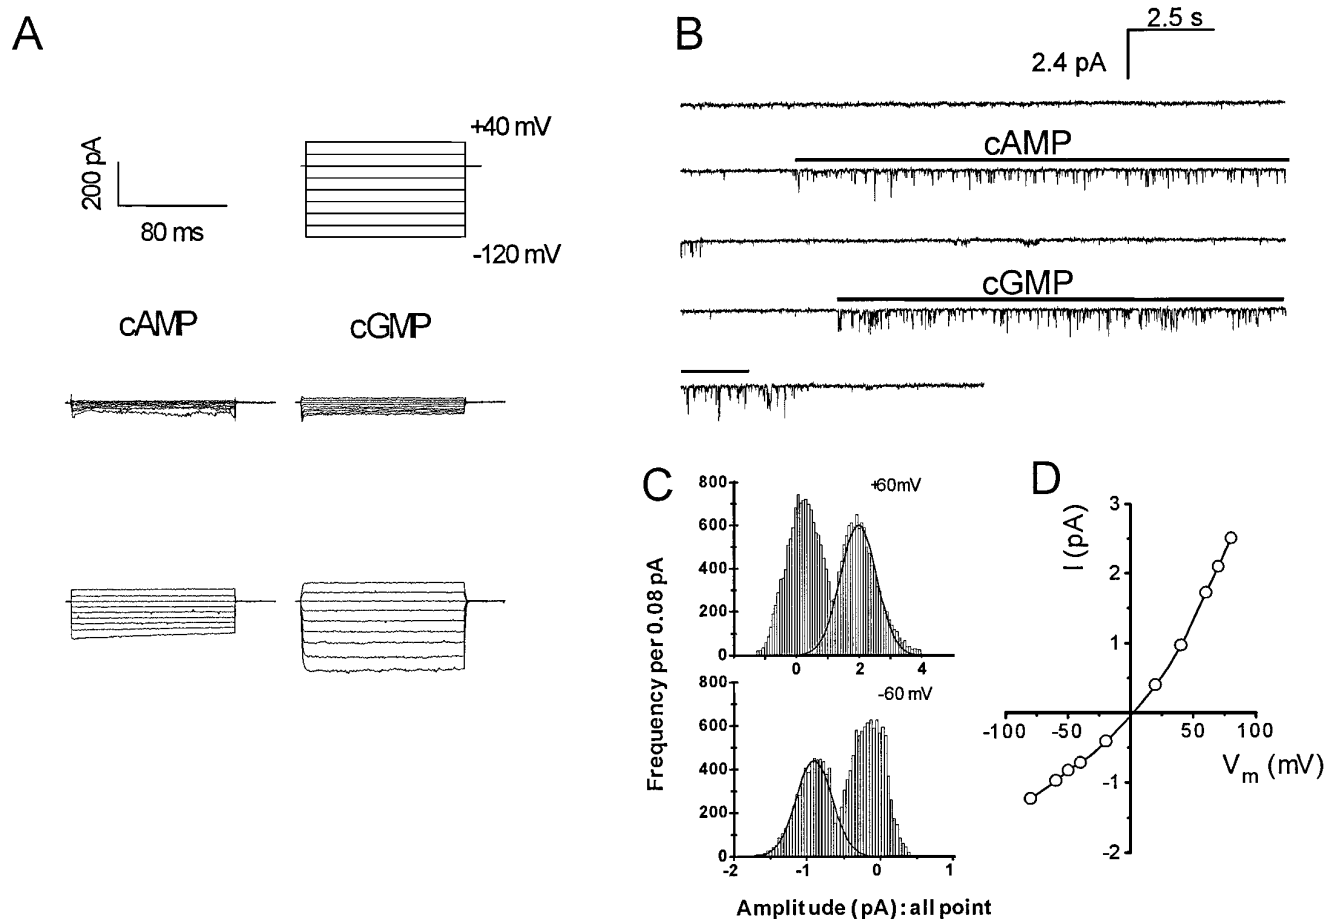 A
+40 mV
200 pA
80 ms
-120 mV
cAMP
cGMP
B
2.5 s
2.4 pA
cAMP
cGMP
C
800
600
400
200
0
+60mV
0
2
4
800
600
400
200
0
-60 mV
-2
-1
0
1
Frequency per 0.08 pA
Amplitude (pA): all point
D
I (pA)
3
2
1
-1
-2
-100
-50
50
100
Vm (mV)